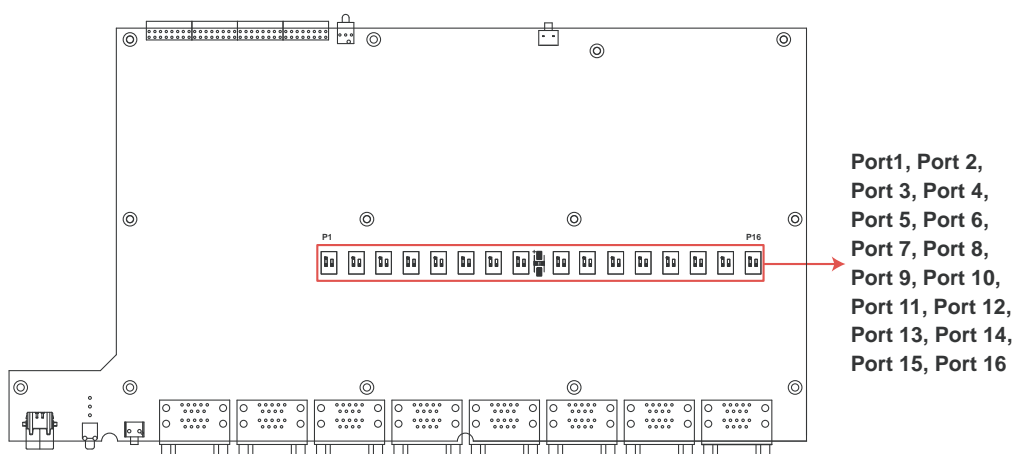 P1
P16
Port1, Port 2,
Port 3, Port 4,
Port 5, Port 6,
Port 7, Port 8,
Port 9, Port 10,
Port 11, Port 12,
Port 13, Port 14,
Port 15, Port 16